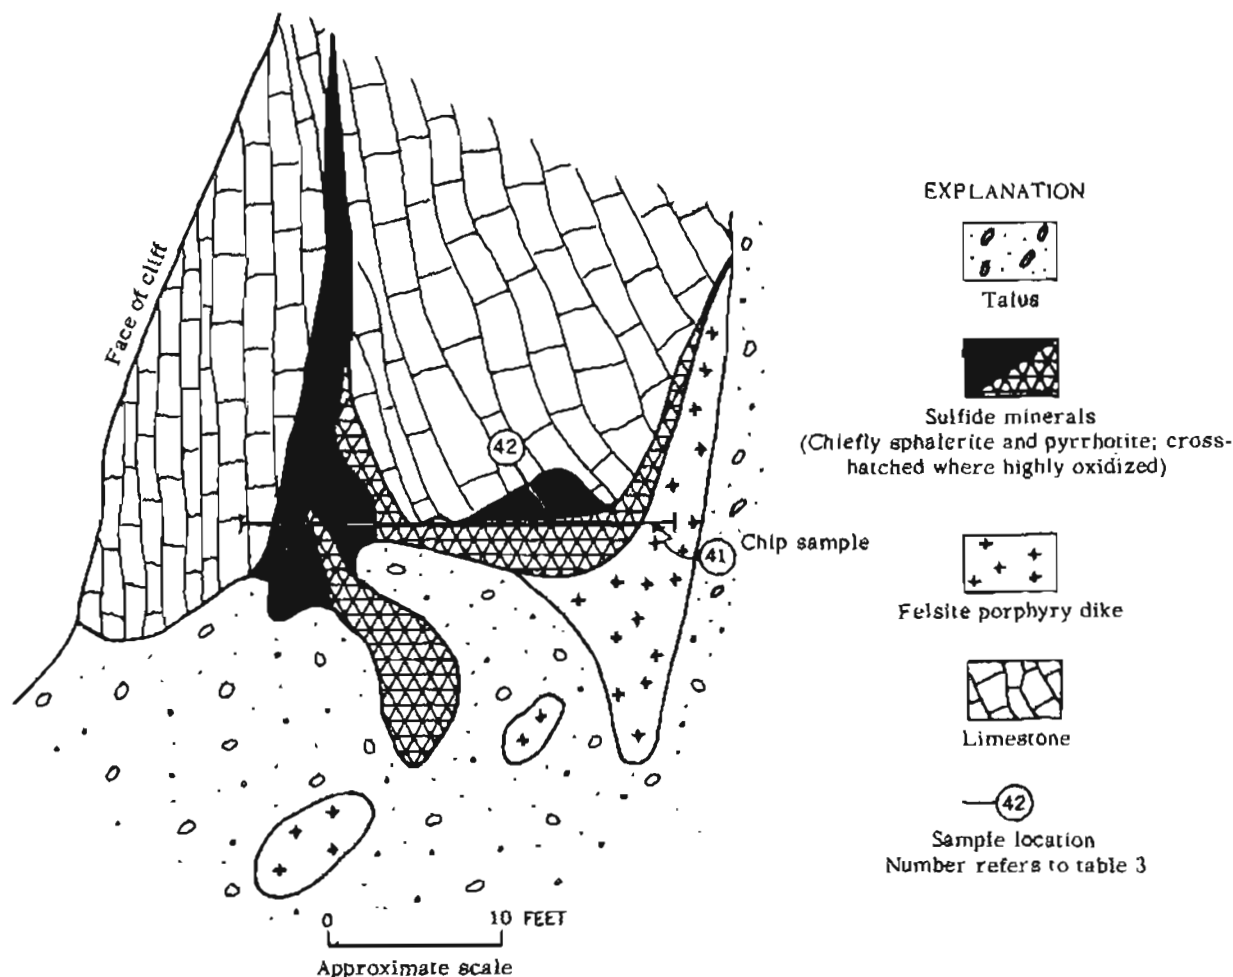 Face of cliff
42
Chip sample
41
0 10 FEET
Approximate scale
EXPLANATION
Talus
Sulfide minerals
(Chiefly sphalerite and pyrrhotite; cross-
hatched where highly oxidized)
Felsite porphyry dike
Limestone
42
Sample location
Number refers to table 3